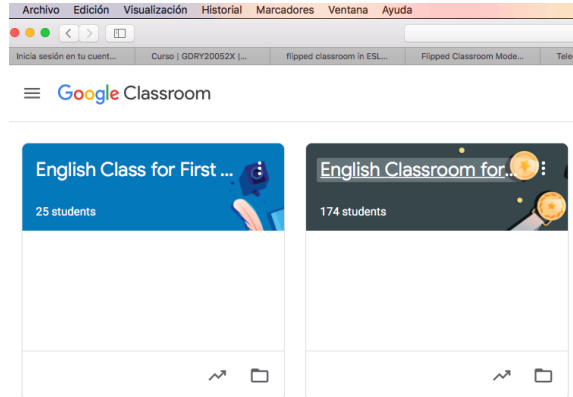 Archivo Edición Visualización Historial Marcadores Ventana Ayuda
Inicia sesión en tu cuent... Curso | GDRY20052X |... flipped classroom in ESL... Flipped Classroom Mode... Tele
Google Classroom
English Class for First ... English Classroom for...
25 students 174 students